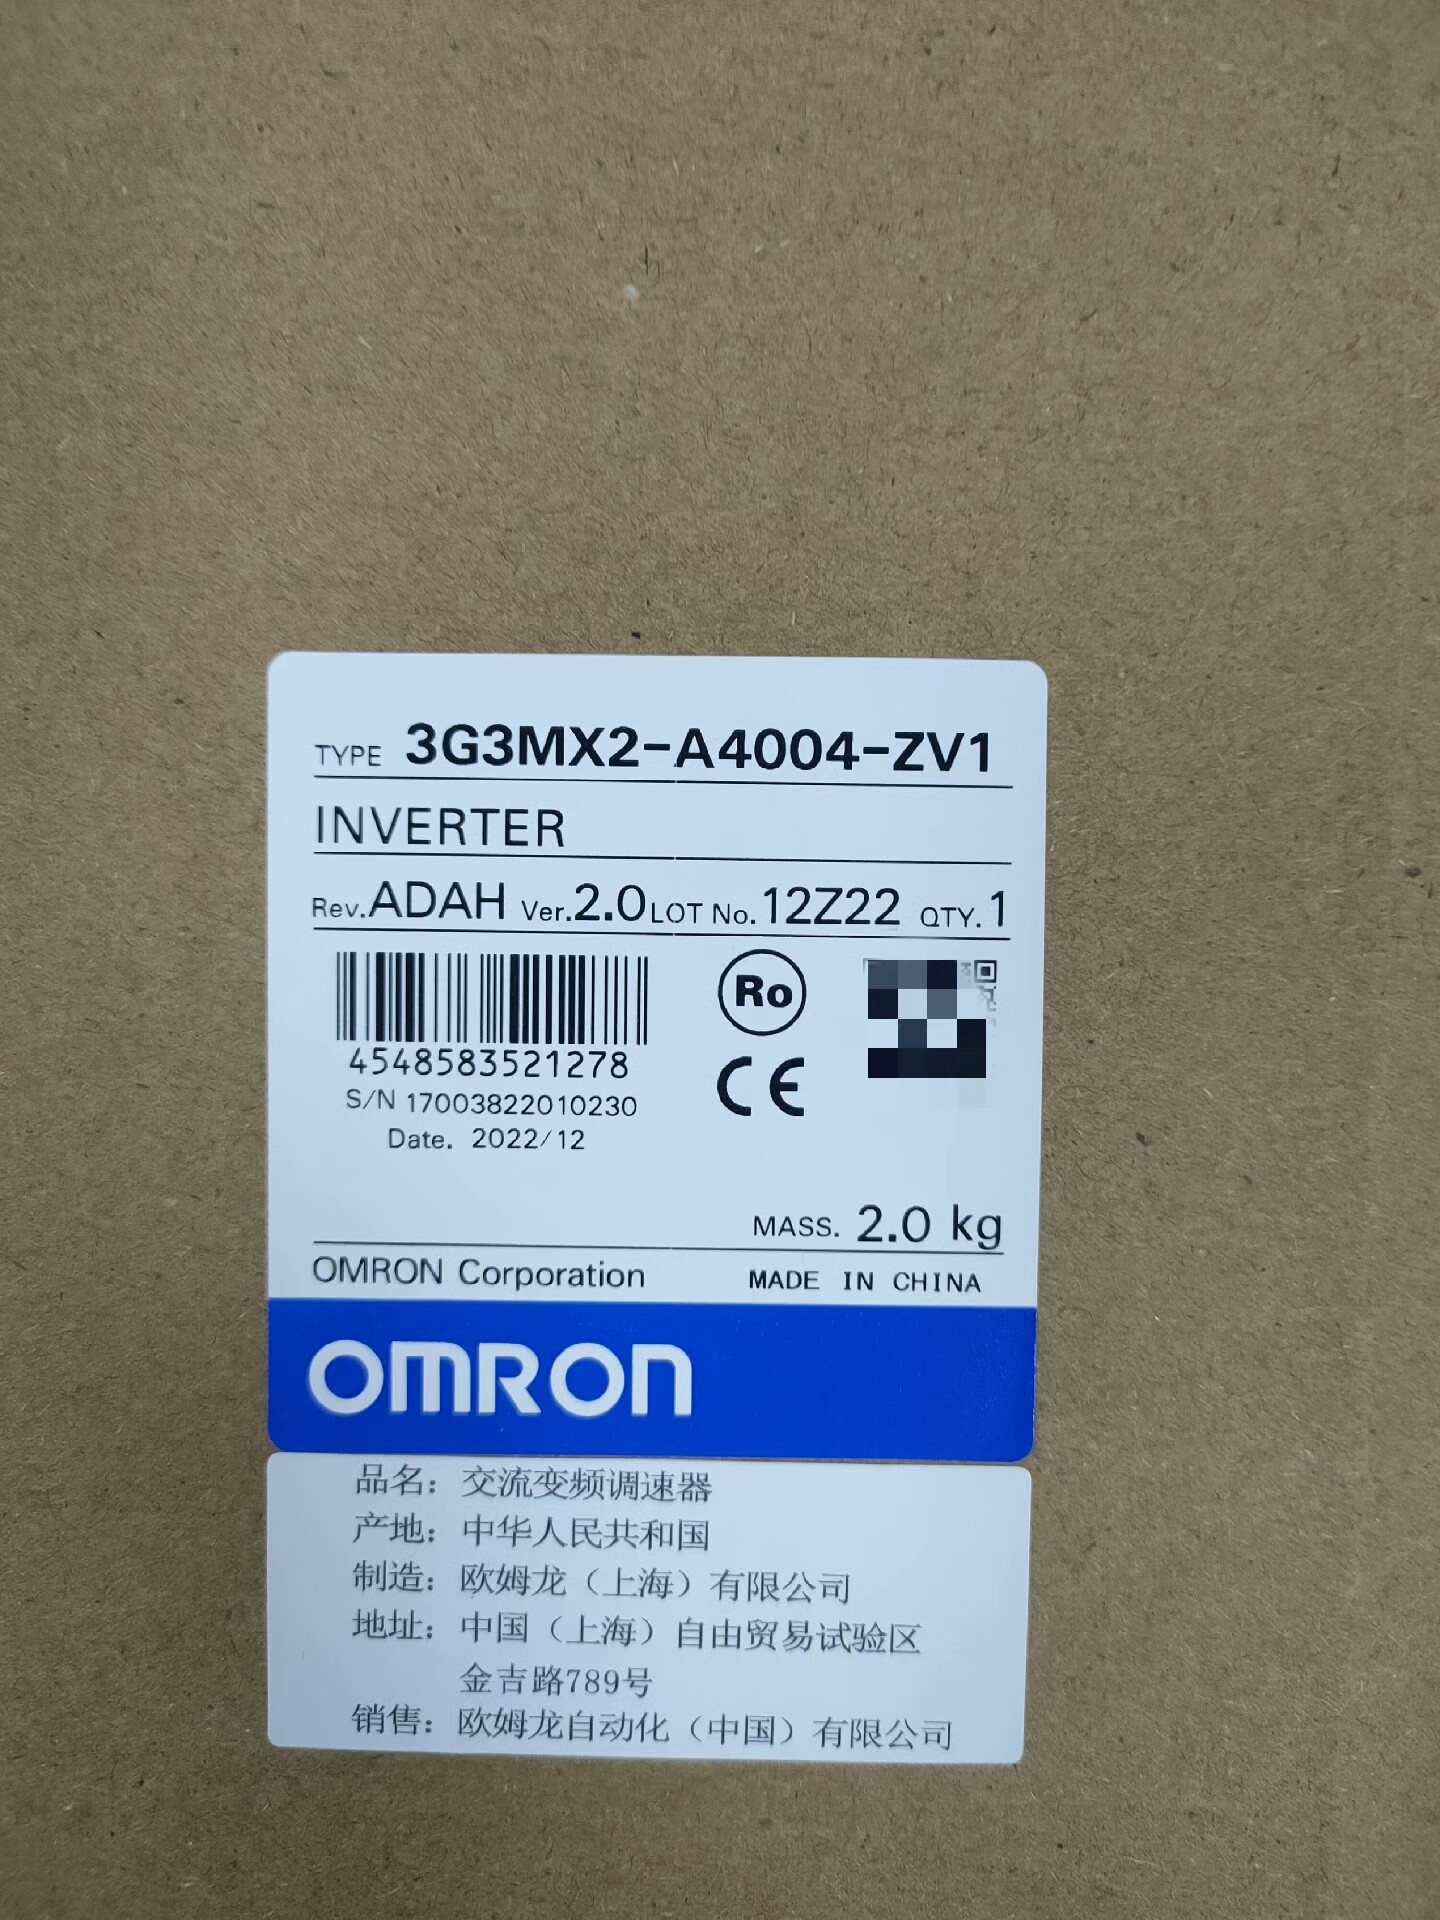 TYPE 3G3MX2-A4004-ZV1
INVERTER
Rev.ADAH Ver.2.0 LOT No.12Z22 QTY.1
Ro
4548583521278
CE
S/N 17003822010230
Date. 2022/12
MASS. 2.0 kg
OMRON Corporation MADE IN CHINA
OMRON
品名：交流变频调速器
产地：中华人民共和国
制造：欧姆龙（上海）有限公司
地址：中国（上海）自由贸易试验区
金吉路789号
销售：欧姆龙自动化（中国）有限公司